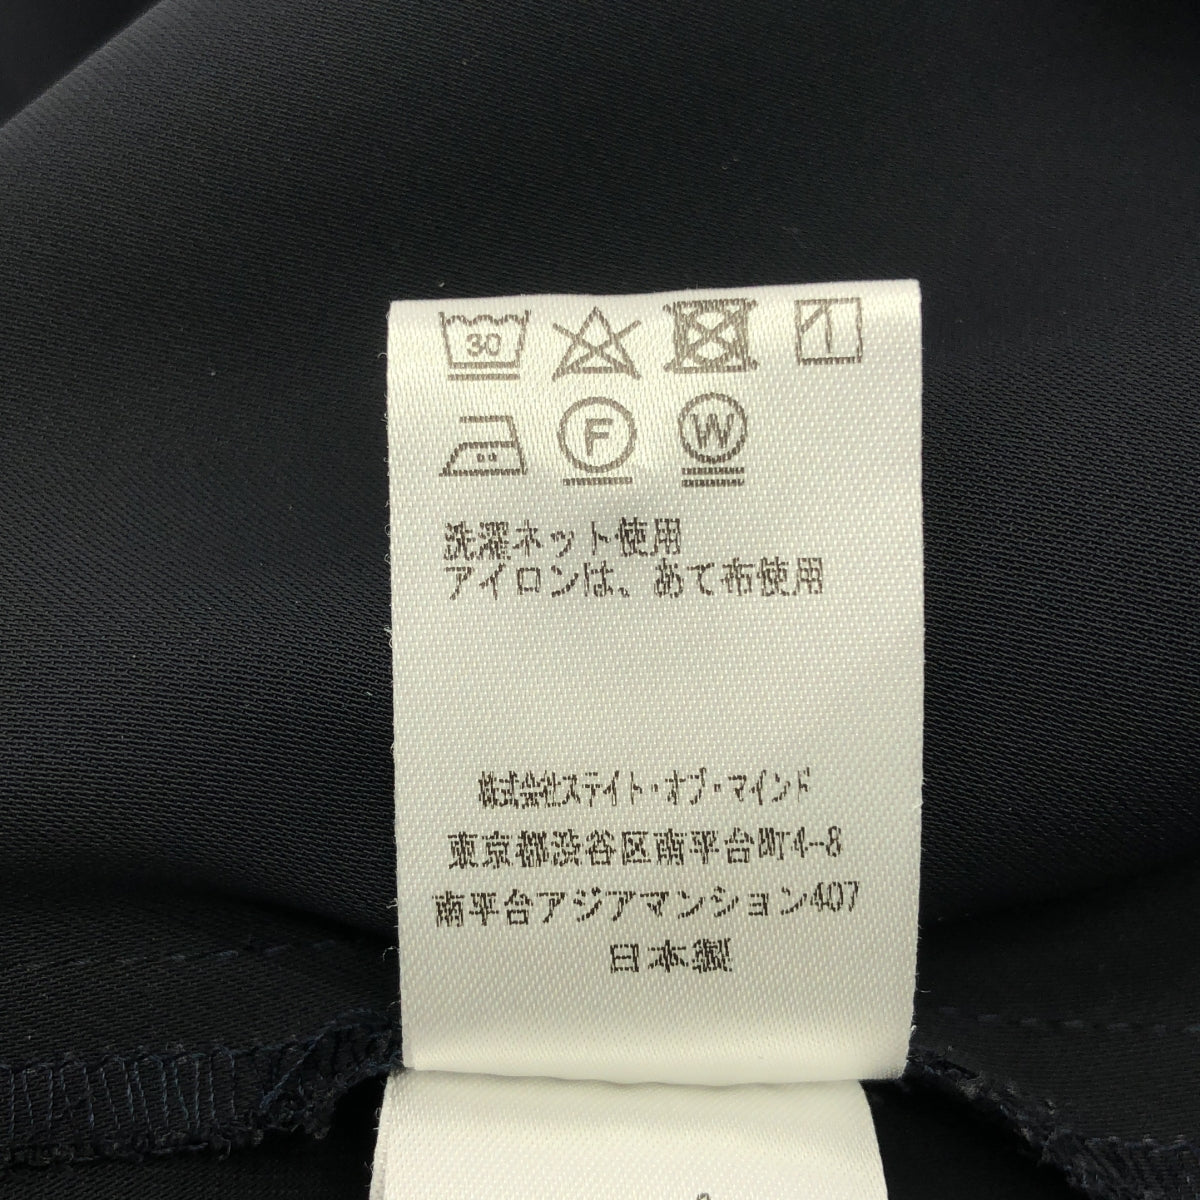 30
F W
洗濯ネット使用
アイロンは、あて布使用
株式会社ステイト・オブ・マインド
東京都渋谷区南平台町4-8
南平台アジアマンション407
日本製